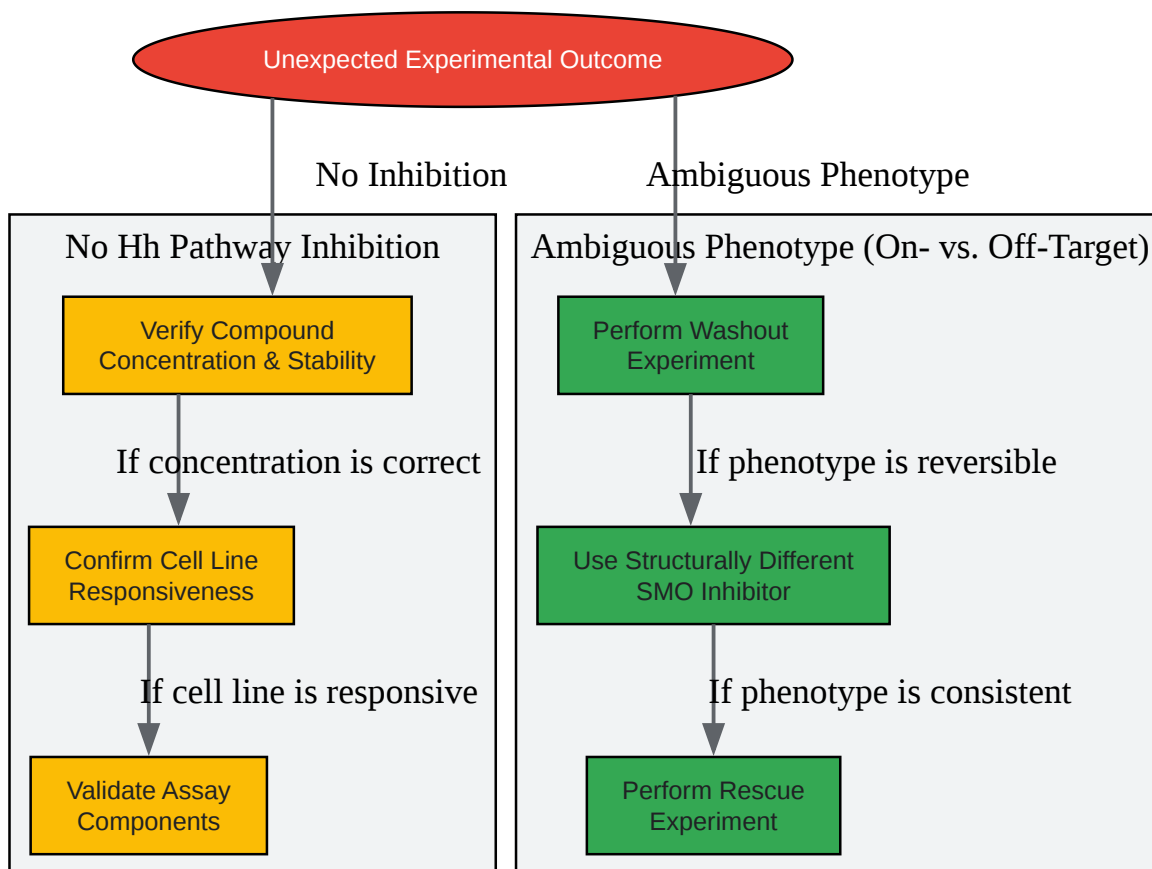 Unexpected Experimental Outcome
No Inhibition
Ambiguous Phenotype
No Hh Pathway Inhibition
Verify Compound
Concentration & Stability
If concentration is correct
Confirm Cell Line
Responsiveness
If cell line is responsive
Validate Assay
Components
Ambiguous Phenotype (On- vs. Off-Target)
Perform Washout
Experiment
If phenotype is reversible
Use Structurally Different
SMO Inhibitor
If phenotype is consistent
Perform Rescue
Experiment